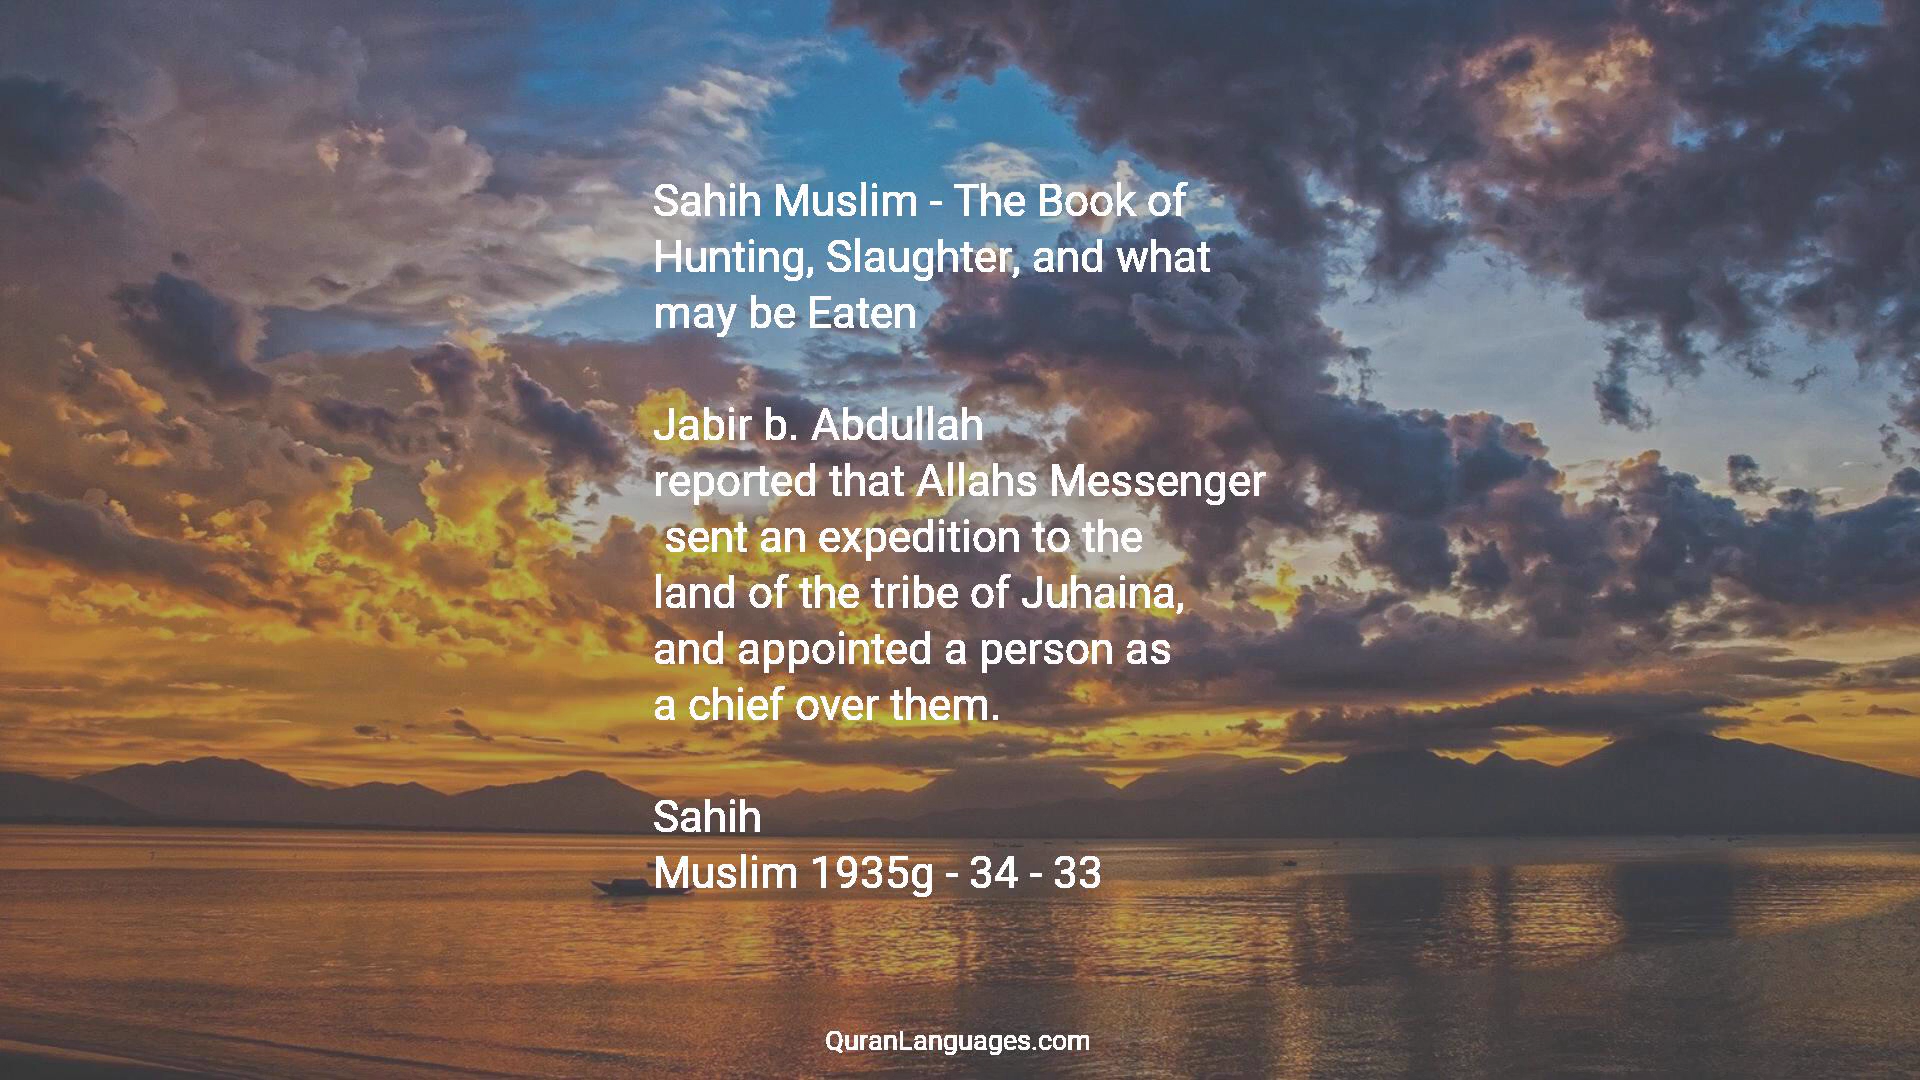 Sahih Muslim - The Book of
Hunting, Slaughter, and what
may be Eaten
Jabir b. Abdullah
reported that Allahs Messenger
sent an expedition to the
land of the tribe of Juhaina,
and appointed a person as
a chief over them.
Sahih
Muslim 1935g - 34 - 33
QuranLanguages.com